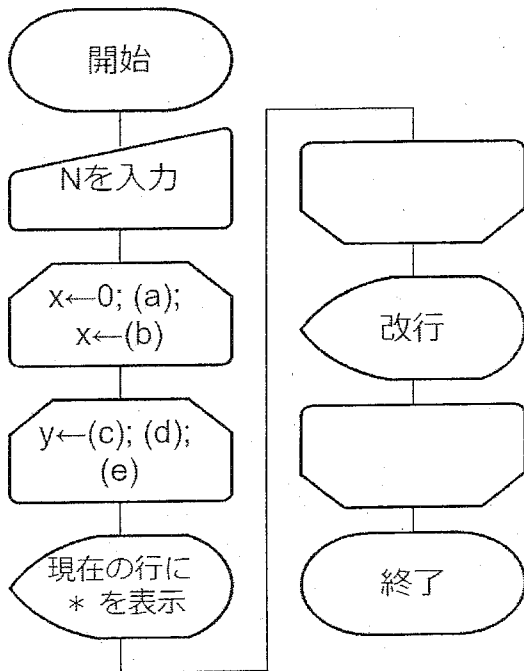 開始
Nを入力
x←0; (a);
x←(b)
y←(c); (d);
(e)
現在の行に
* を表示
改行
終了